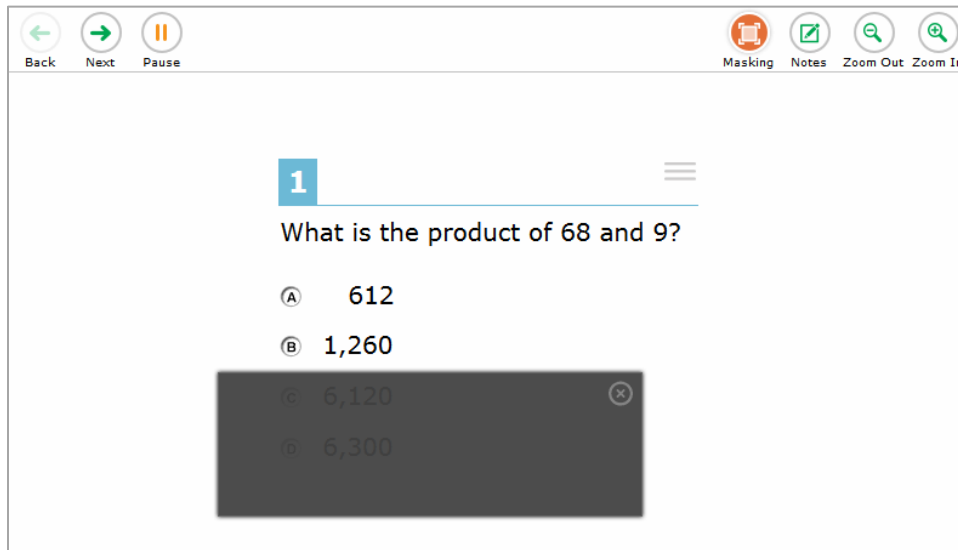 Back Next Pause Masking Notes Zoom Out Zoom In
1
What is the product of 68 and 9?
A 612
B 1,260
C 6,120
D 6,300